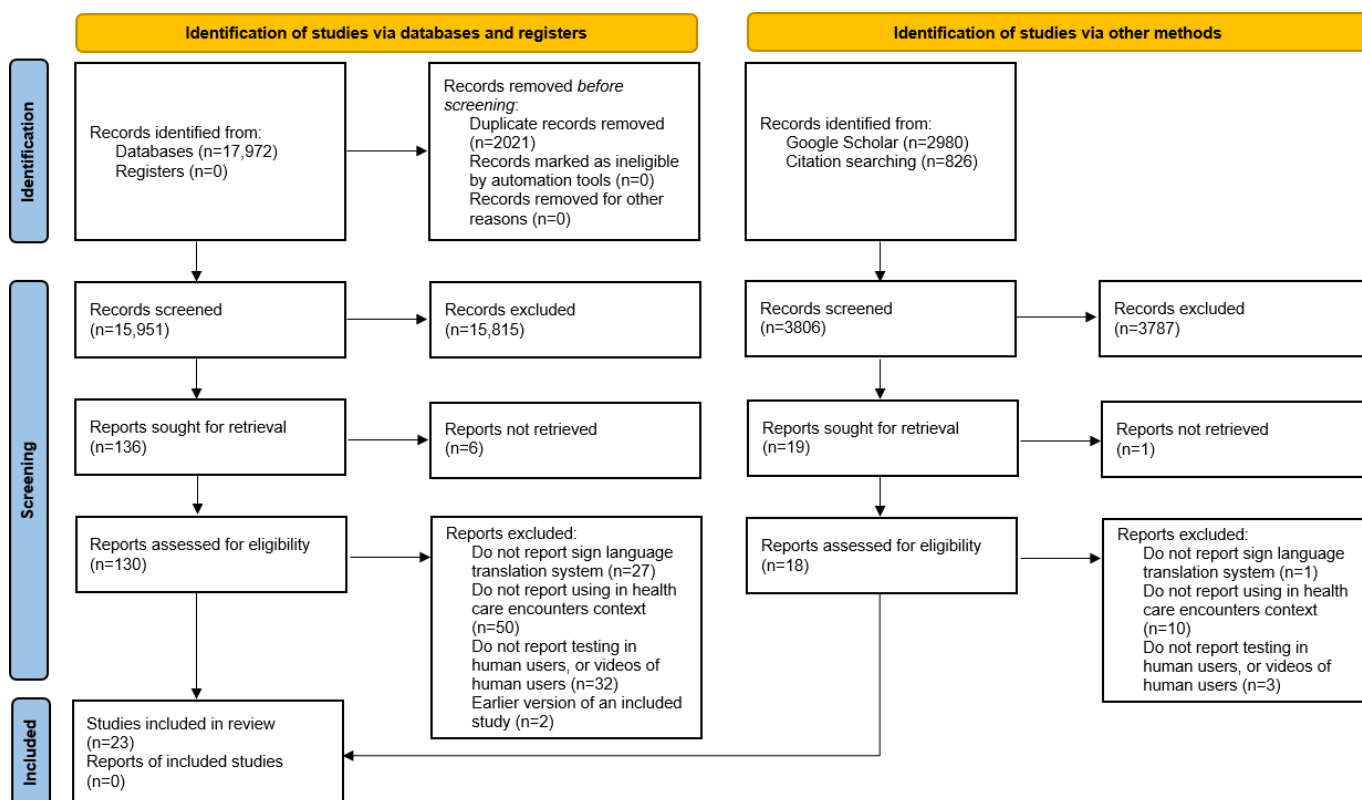 Identification of studies via databases and registers
Identification of studies via other methods
Identification
Records identified from:
Databases (n=17,972)
Registers (n=0)
Records removed before
screening:
Duplicate records removed
(n=2021)
Records marked as ineligible
by automation tools (n=0)
Records removed for other
reasons (n=0)
Records identified from:
Google Scholar (n=2980)
Citation searching (n=826)
Screening
Records screened
(n=15,951)
Records excluded
(n=15,815)
Records screened
(n=3806)
Records excluded
(n=3787)
Reports sought for retrieval
(n=136)
Reports not retrieved
(n=6)
Reports sought for retrieval
(n=19)
Reports not retrieved
(n=1)
Reports assessed for eligibility
(n=130)
Reports excluded:
Do not report sign language
translation system (n=27)
Do not report using in health
care encounters context
(n=50)
Do not report testing in
human users, or videos of
human users (n=32)
Earlier version of an included
study (n=2)
Reports assessed for eligibility
(n=18)
Reports excluded:
Do not report sign language
translation system (n=1)
Do not report using in health
care encounters context
(n=10)
Do not report testing in
human users, or videos of
human users (n=3)
Included
Studies included in review
(n=23)
Reports of included studies
(n=0)